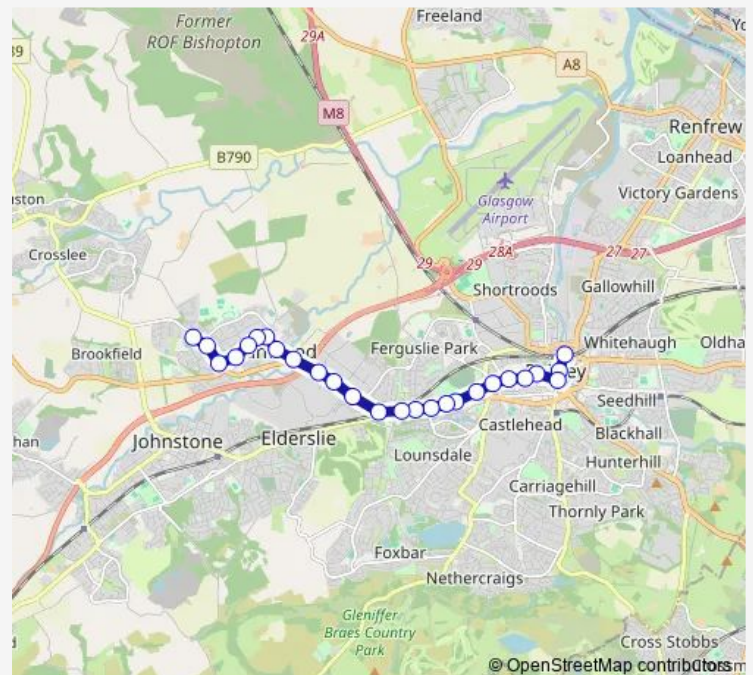 Former
ROF Bishopton
Freeland
29A
A8
M8
Renfrew
Loanhead
B790
Victory Gardens
Glasgow
Airport
Crosslee
29
29
28A
27
27
Shortroods
Gallowhill
Brookfield
Ferguslie Park
Whitehaugh
Seedhill
Castlehead
Johnstone
Elderslie
Blackhall
Lounsdale
Hunterhill
Carriagehill
Thornly Park
Foxbar
Nethercraigs
Gleniffer
Braes Country
Park
Cross Stobbs
© OpenStreetMap contributors